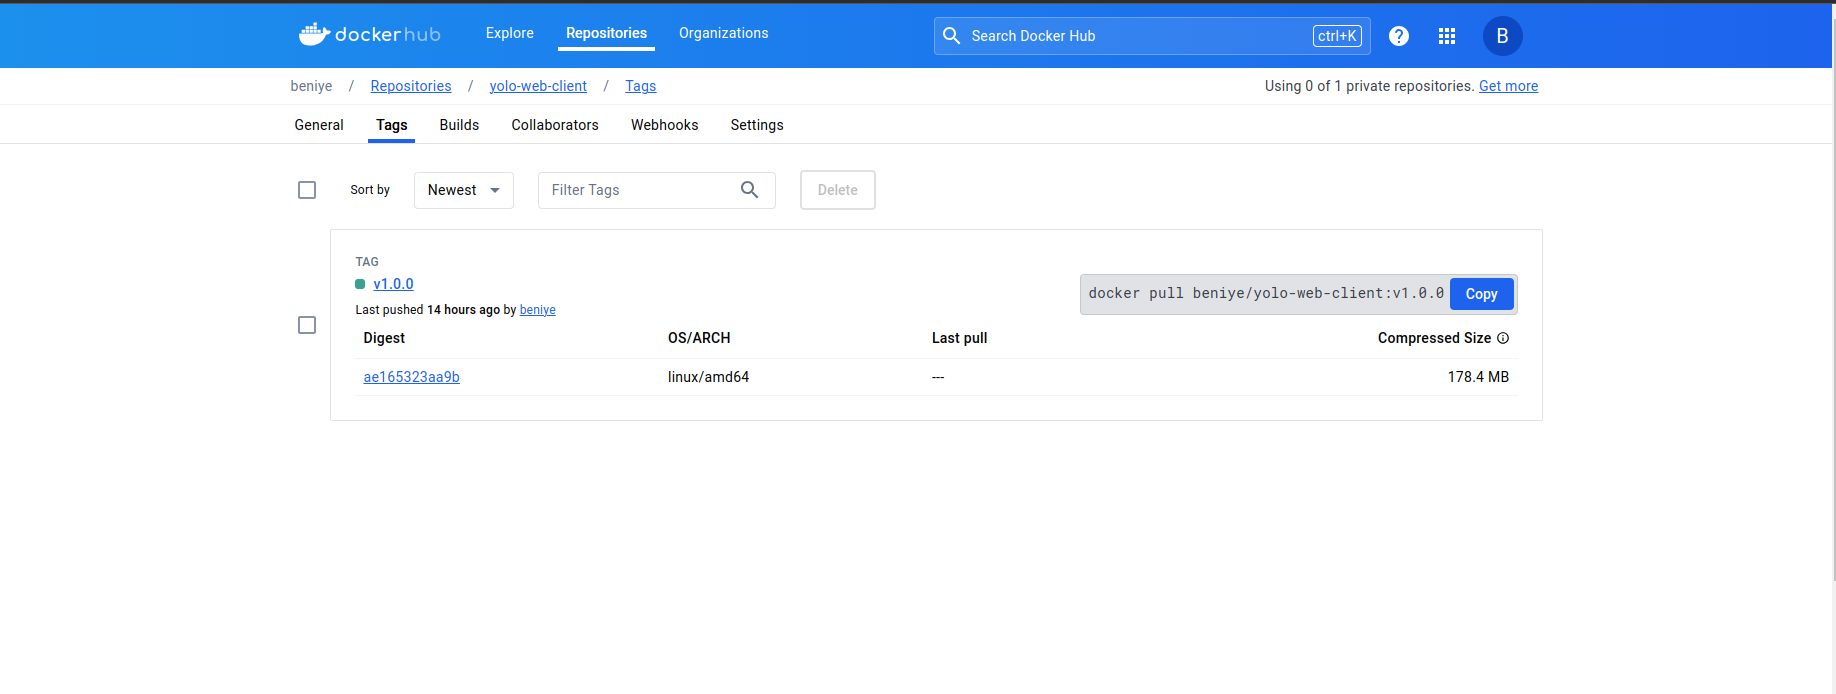 dockerhub Explore Repositories Organizations Search Docker Hub ctrl+K ? B
beniye / Repositories / yolo-web-client / Tags Using 0 of 1 private repositories. Get more
General Tags Builds Collaborators Webhooks Settings
Sort by Newest Filter Tags Delete
TAG
v1.0.0
docker pull beniye/yolo-web-client:v1.0.0 Copy
Last pushed 14 hours ago by beniye
Digest OS/ARCH Last pull Compressed Size
ae165323aa9b linux/amd64 --- 178.4 MB